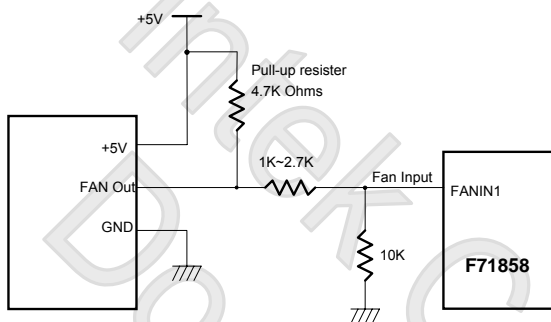 +5V
Pull-up resister
4.7K Ohms
+5V
1K~2.7K
Fan Input
FAN Out
FANIN1
GND
10K
F71858